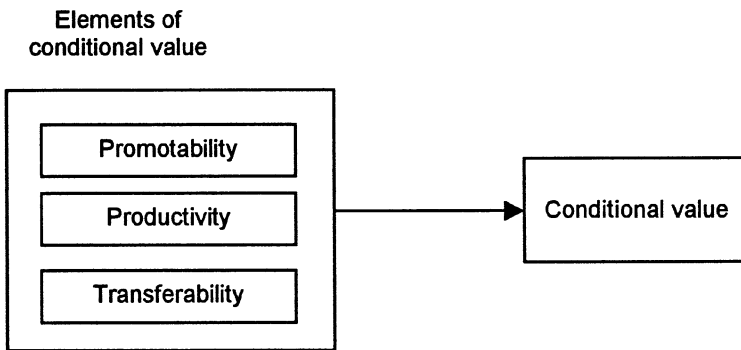 Elements of
conditional value
Promotability
Productivity
Transferability
Conditional value